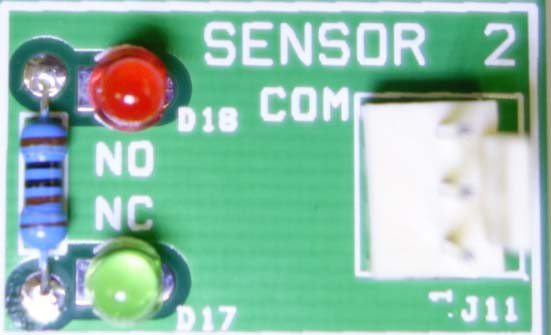 SENSOR 2
COM
D18
NO
NC
1
J11
D17